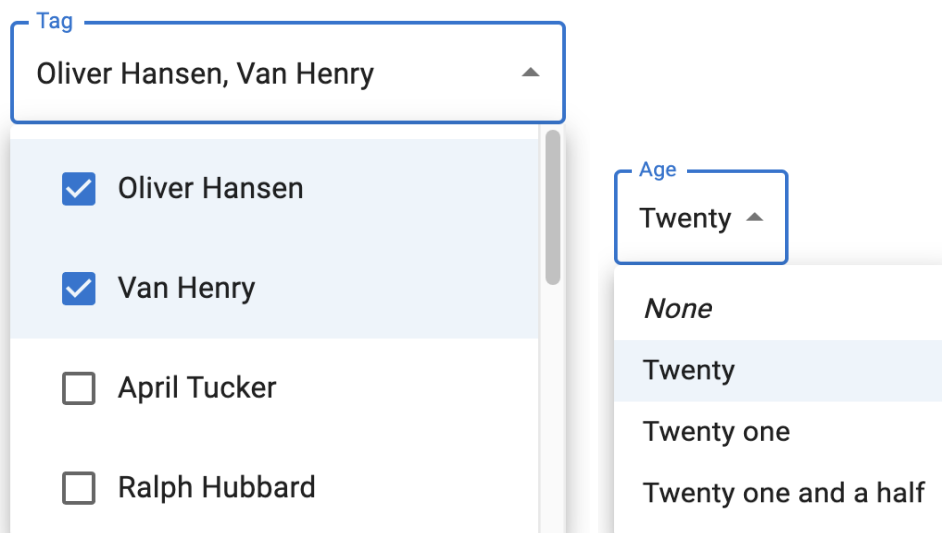 Tag
Oliver Hansen, Van Henry
Oliver Hansen
Van Henry
April Tucker
Ralph Hubbard
Age
Twenty
None
Twenty
Twenty one
Twenty one and a half